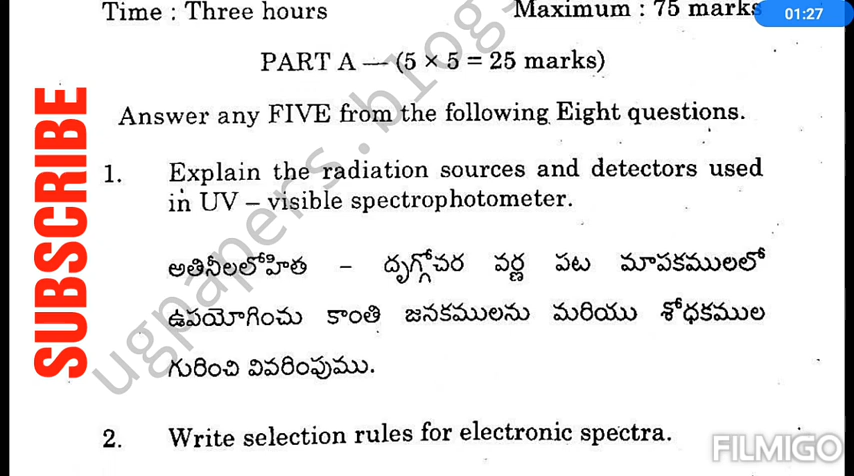 Time : Three hours Maximum : 75 marks
01:27
PART A — (5 × 5 = 25 marks)
Answer any FIVE from the following Eight questions.
1. Explain the radiation sources and detectors used
in UV – visible spectrophotometer.
అతినీలలోహిత – దృగ్గోచర వర్ణ పట మాపకములలో
ఉపయోగించు కాంతి జనకములను మరియు శోధకముల
గురించి వివరింపుము.
2. Write selection rules for electronic spectra.
SUBSCRIBE
ugpapers.blogs
FILMIGO